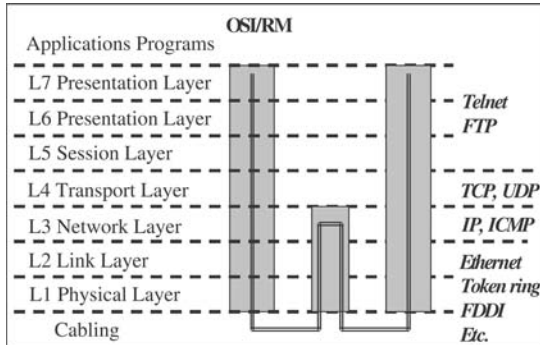 OSI/RM
Applications Programs
L7 Presentation Layer
L6 Presentation Layer
L5 Session Layer
L4 Transport Layer
L3 Network Layer
L2 Link Layer
L1 Physical Layer
Cabling
Telnet
FTP
TCP, UDP
IP, ICMP
Ethernet
Token ring
FDDI
Etc.